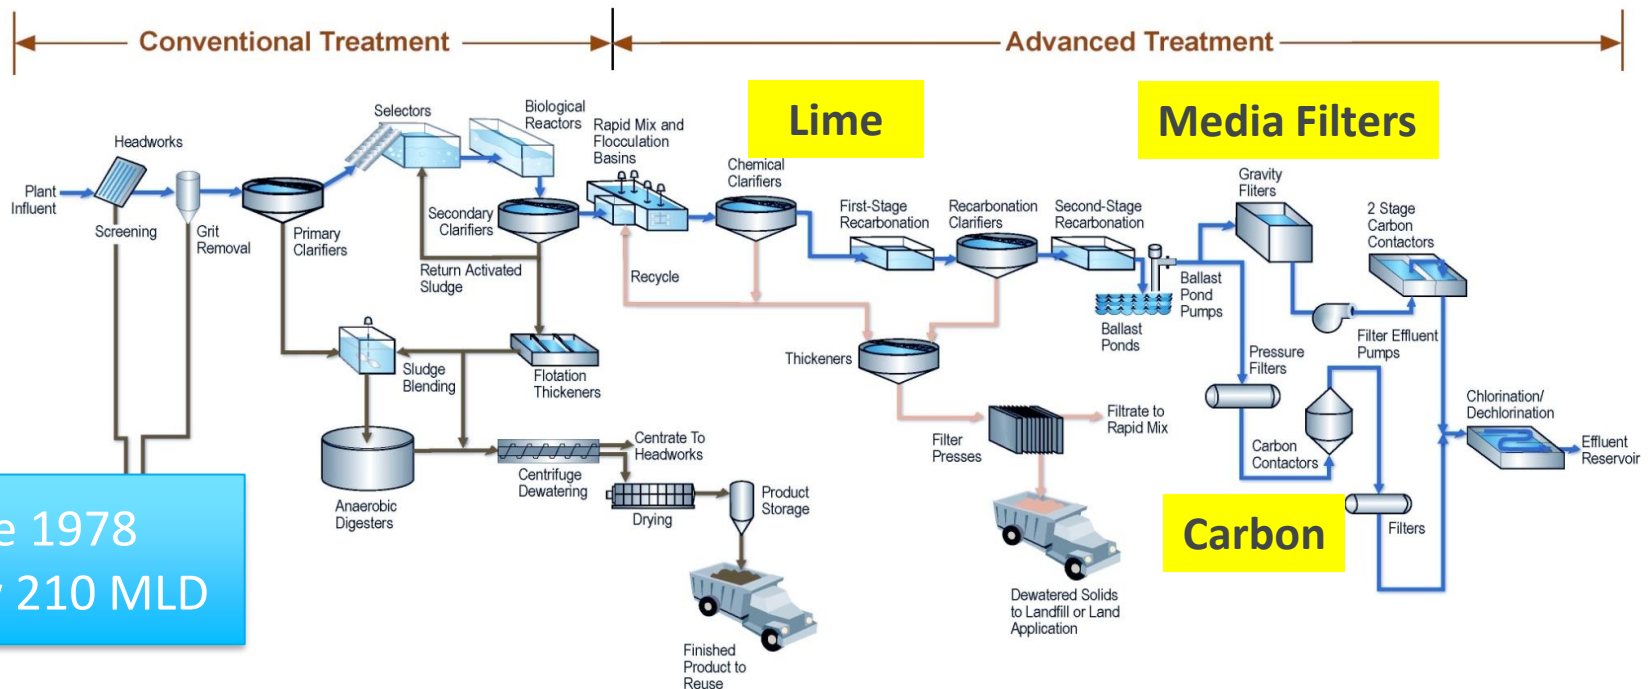 Conventional Treatment
Advanced Treatment
Lime
Media Filters
Headworks
Selectors
Biological
Reactors
Rapid Mix and
Flocculation
Basins
Chemical
Clarifiers
Gravity
Fliters
Plant
Influent
Screening
Grit
Removal
Primary
Clarifiers
Secondary
Clarifiers
Return Activated
Sludge
Recycle
First-Stage
Recarbonation
Recarbonation
Clarifiers
Second-Stage
Recarbonation
2 Stage
Carbon
Contactors
Ballast
Pond
Pumps
Ballast
Ponds
Filter Effluent
Pumps
Sludge
Blending
Flotation
Thickeners
Thickeners
Pressure
Filters
Chlorination/
Dechlorination
Effluent
Reservoir
Anaerobic
Digesters
Centrifuge
Dewatering
Centrate To
Headworks
Drying
Product
Storage
Filter
Presses
Filtrate to
Rapid Mix
Carbon
Contactors
Filters
Carbon
1978
210 MLD
Finished
Product to
Reuse
Dewatered Solids
to Landfill or Land
Application